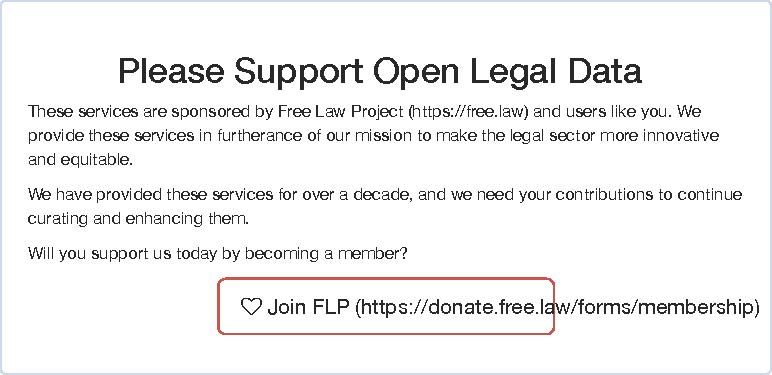 Please Support Open Legal Data
These services are sponsored by Free Law Project (https://free.law) and users like you. We
provide these services in furtherance of our mission to make the legal sector more innovative
and equitable.
We have provided these services for over a decade, and we need your contributions to continue
curating and enhancing them.
Will you support us today by becoming a member?
♡ Join FLP (https://donate.free.law/forms/membership)